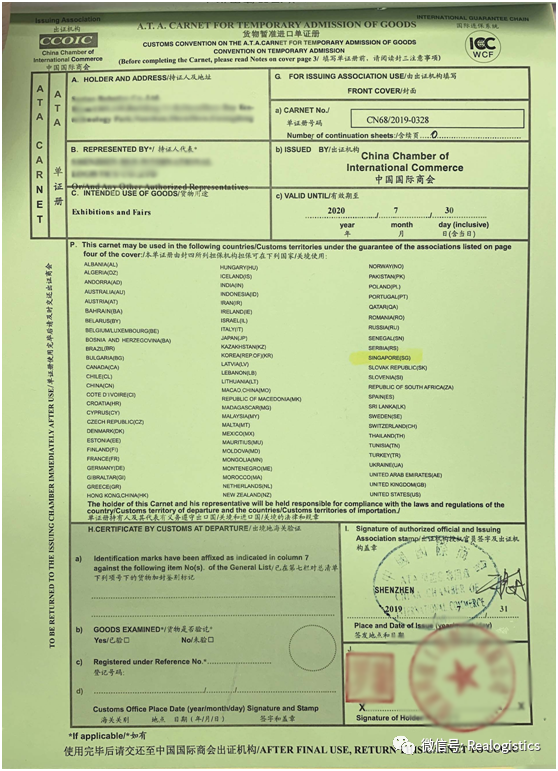 Issuing Association
出证机构
CCOIC
China Chamber of
International Commerce
中国国际商会
A.T.A. CARNET FOR TEMPORARY ADMISSION OF GOODS
货物暂准进口单证册
CUSTOMS CONVENTION ON THE A.T.A.CARNET FOR TEMPORARY ADMISSION OF GOODS
CONVENTION ON TEMPORARY ADMISSION
(Before completing the Carnet, please read Notes on cover page 3/ 填写单证册前,请阅读封三注意事项)
INTERNATIONAL GUARANTEE CHAIN
国际连环担保系统
ICC
WCF
ATA CARNET
ATA 单证册
A. HOLDER AND ADDRESS/持证人及地址
G. FOR ISSUING ASSOCIATION USE/出证机构填写
FRONT COVER/封面
a) CARNET No./
单证册号码
CN68/2019-0328
Number of continuation sheets:/含续页 0
B. REPRESENTED BY*/ 持证人代表*
Or/And Any Other Authorized Representatives
b) ISSUED BY/出证机构
China Chamber of
International Commerce
中国国际商会
C. INTENDED USE OF GOODS/货物用途
Exhibitions and Fairs
c) VALID UNTIL/有效期至
2020 / 7 / 30
year month day (inclusive)
年 月 日(含当日)
P. This carnet may be used in the following countries/Customs territories under the guarantee of the associations listed on page
four of the cover:/本单证册由封四所列担保机构担保可在下列国家/关境使用:
ALBANIA(AL)
ALGERIA(DZ)
ANDORRA(AD)
AUSTRALIA(AU)
AUSTRIA(AT)
BAHRAIN(BA)
BELARUS(BY)
BELGIUM/LUXEMBOURG(BE)
BOSNIA AND HERZEGOVINA(BA)
BRAZIL(BR)
BULGARIA(BG)
CANADA(CA)
CHILE(CL)
CHINA(CN)
COTE D IVOIRE(CI)
CROATIA(HR)
CYPRUS(CY)
CZECH REPUBLIC(CZ)
DENMARK(DK)
ESTONIA(EE)
FINLAND(FI)
FRANCE(FR)
GERMANY(DE)
GIBRALTAR(GI)
GREECE(GR)
HONG KONG,CHINA(HK)
HUNGARY(HU)
ICELAND(IS)
INDIA(IN)
INDONESIA(ID)
IRAN(IR)
IRELAND(IE)
ISRAEL(IL)
ITALY(IT)
JAPAN(JP)
KAZAKHSTAN(KZ)
KOREA(REP.OF)(KR)
LATVIA(LV)
LEBANON(LB)
LITHUANIA(LT)
MACAO,CHINA(MO)
REPUBLIC OF MACEDONIA(MK)
MADAGASCAR(MG)
MALAYSIA(MY)
MALTA(MT)
MEXICO(MX)
MAURITIUS(MU)
MOLDOVA(MD)
MONGOLIA(MN)
MONTENEGRO(ME)
MOROCCO(MA)
NETHERLANDS(NL)
NEW ZEALAND(NZ)
NORWAY(NO)
PAKISTAN(PK)
POLAND(PL)
PORTUGAL(PT)
QATAR(QA)
ROMANIA(RO)
RUSSIA(RU)
SENEGAL(SN)
SERBIA(RS)
SINGAPORE(SG)
SLOVAK REPUBLIC(SK)
SLOVENIA(SI)
REPUBLIC OF SOUTH AFRICA(ZA)
SPAIN(ES)
SRI LANKA(LK)
SWEDEN(SE)
SWITZERLAND(CH)
THAILAND(TH)
TUNISIA(TN)
TURKEY(TR)
UKRAINE(UA)
UNITED ARAB EMIRATES(AE)
UNITED KINGDOM(GB)
UNITED STATES(US)
The holder of this Carnet and his representative will be held responsible for compliance with the laws and regulations of the
country/Customs territory of departure and the countries/Customs territories of importation./
单证册持有人及其代表有义务遵守出口国/关境和进口国/关境的法律和规章
TO BE RETURNED TO THE ISSUING CHAMBER IMMEDIATELY AFTER USE/单证册使用完毕后请及时交还出证商会
H.CERTIFICATE BY CUSTOMS AT DEPARTURE/出境地海关验证
a) Identification marks have been affixed as indicated in column 7
against the following item No(s). of the General List/已在第七栏对总清单
下列项号下的货物加封鉴别标记
b) GOODS EXAMINED*/货物是否验讫*
Yes/已验□ No/未验□
c) Registered under Reference No.*
登记号码:
d)
Customs Office Place Date (year/month/day) Signature and Stamp
海关关别 地点 日期(年/月/日) 签字和盖章
I. Signature of authorized official and Issuing
Association stamp/出证机构授权官员签字及出证机
构盖章
SHENZHEN
2019 / 7 / 31
Place and Date of Issue (year/month/day)
签发地点和日期
J.
X
X
Signature of Holder
*If applicable/*如有
使用完毕后请交还至中国国际商会出证机构/AFTER FINAL USE, RETURN
微信号: Realogistics